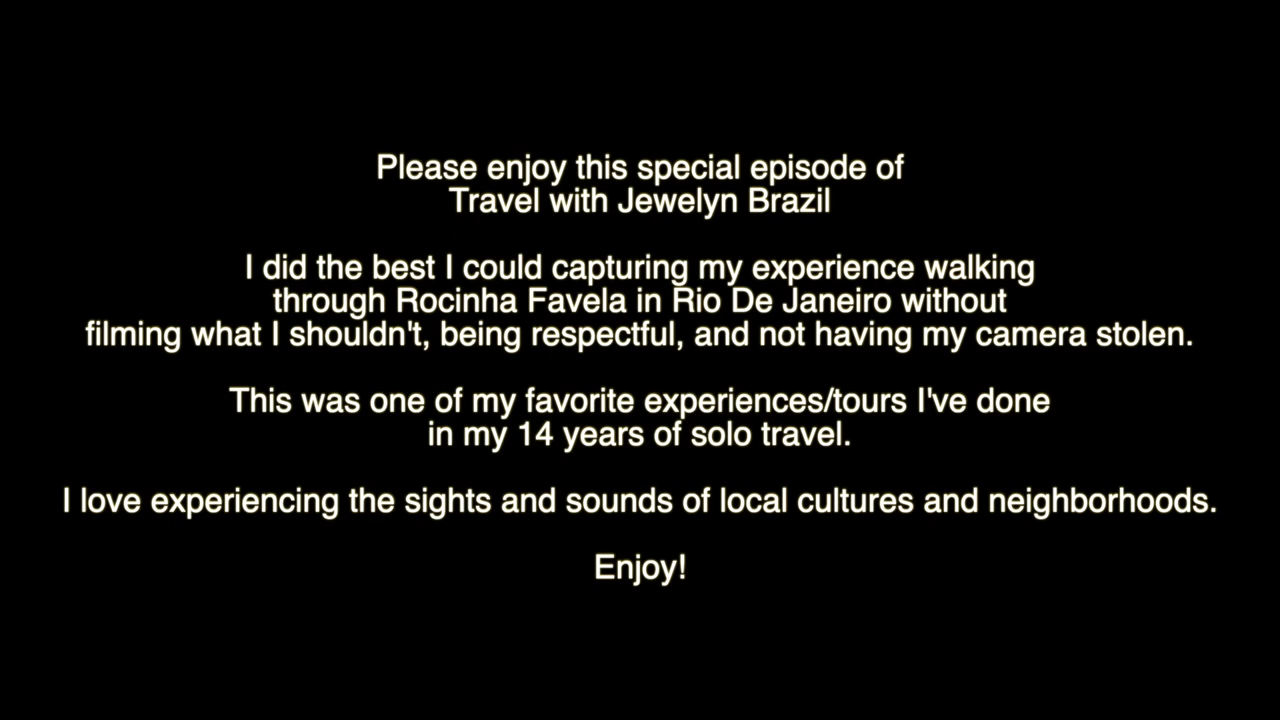 Please enjoy this special episode of
Travel with Jewelyn Brazil
I did the best I could capturing my experience walking
through Rocinha Favela in Rio De Janeiro without
filming what I shouldn't, being respectful, and not having my camera stolen.
This was one of my favorite experiences/tours I've done
in my 14 years of solo travel.
I love experiencing the sights and sounds of local cultures and neighborhoods.
Enjoy!